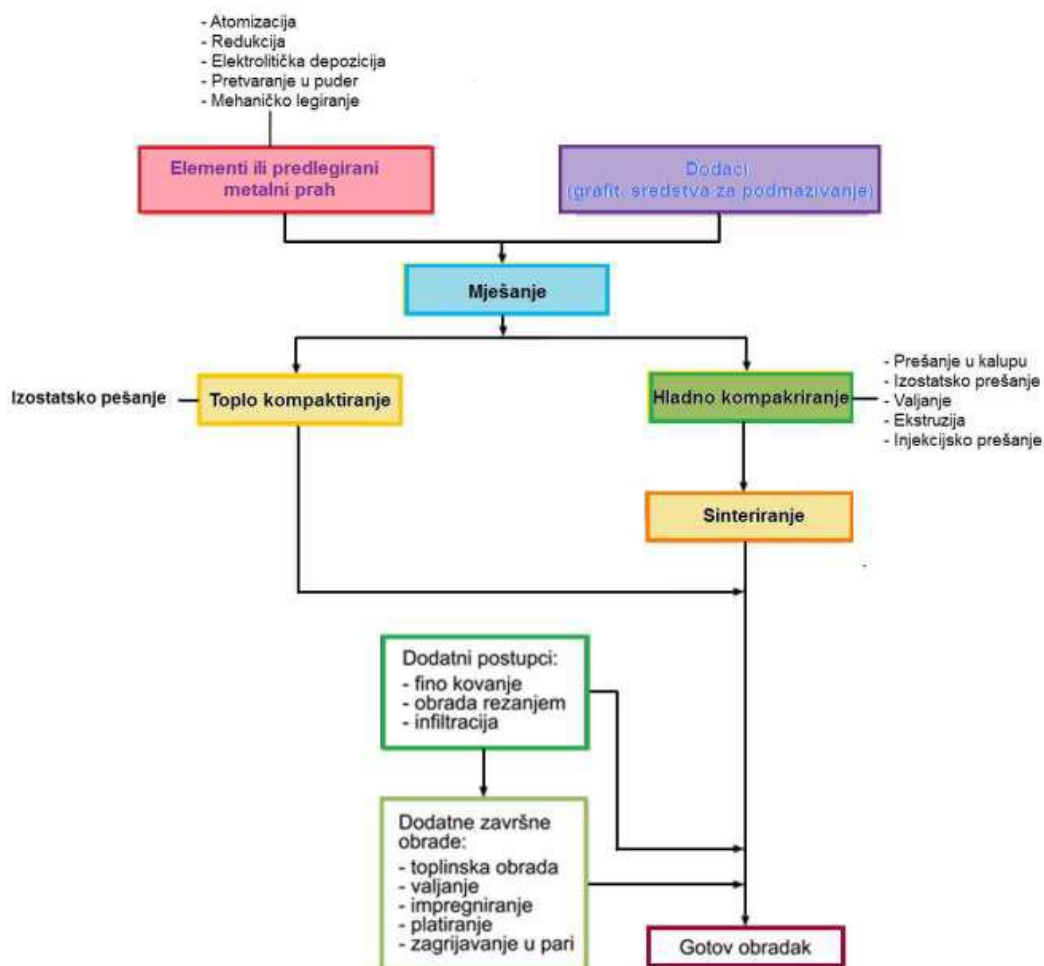 - Atomizacija
- Redukcija
- Elektrolitička depozicija
- Pretvaranje u puder
- Mehaničko legiranje
Elementi ili predlegirani
metalni prah
Dodaci
(grafit. sredstva za podmazivanje)
Mješanje
Izostatsko pešanje
Toplo kompaktiranje
Hladno kompakriranje
- Prešanje u kalupu
- Izostatsko prešanje
- Valjanje
- Ekstruzija
- Injekcijsko prešanje
Sinteriranje
Dodatni postupci:
- fino kovanje
- obrada rezanjem
- infiltracija
Dodatne završne
obrade:
- toplinska obrada
- valjanje
- impregniranje
- platiranje
- zagrijavanje u pari
Gotov obradak